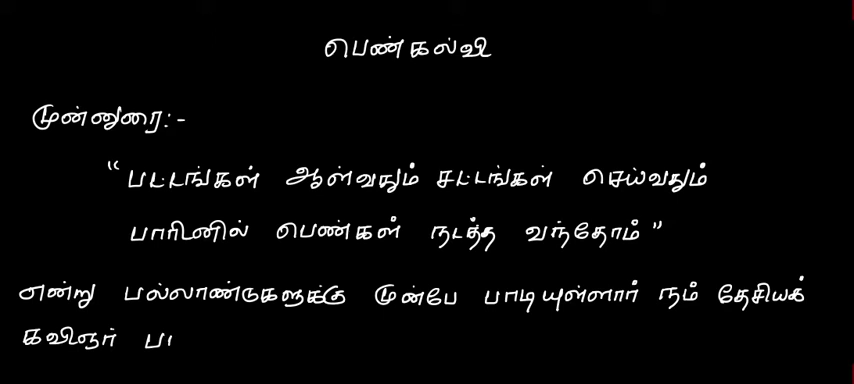 பெண்கல்வி
முன்னுரை:-
“பட்டங்கள் ஆள்வதும் சட்டங்கள் செய்வதும்
பாரினில் பெண்கள் நடத்த வந்தோம்”
என்று பல்லாண்டுகளுக்கு முன்பே பாடியுள்ளார் நம் தேசியக்
கவிஞர் பா